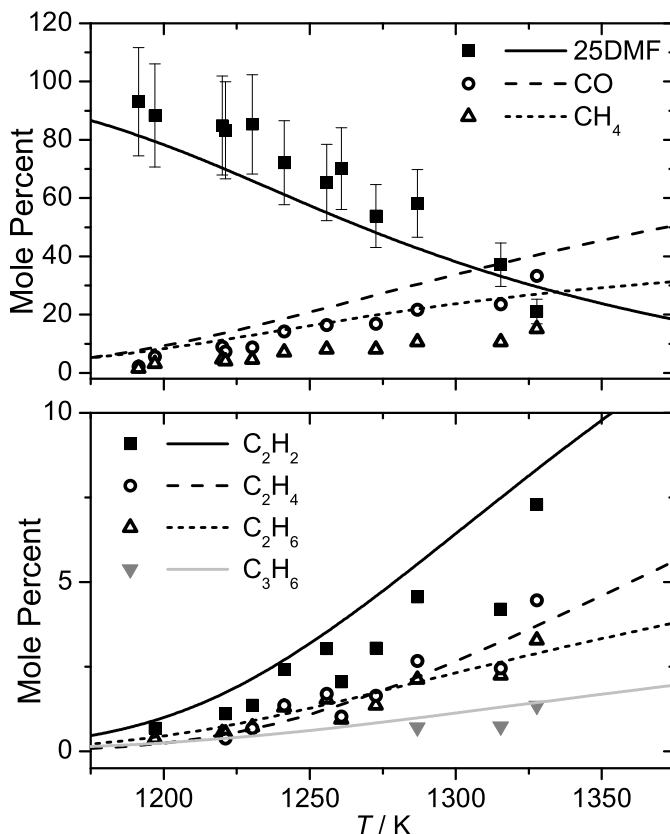 120
100
80
60
40
20
0
Mole Percent
25DMF
CO
CH₄
10
5
0
Mole Percent
C₂H₂
C₂H₄
C₂H₆
C₃H₆
1200
1250
1300
1350
T / K